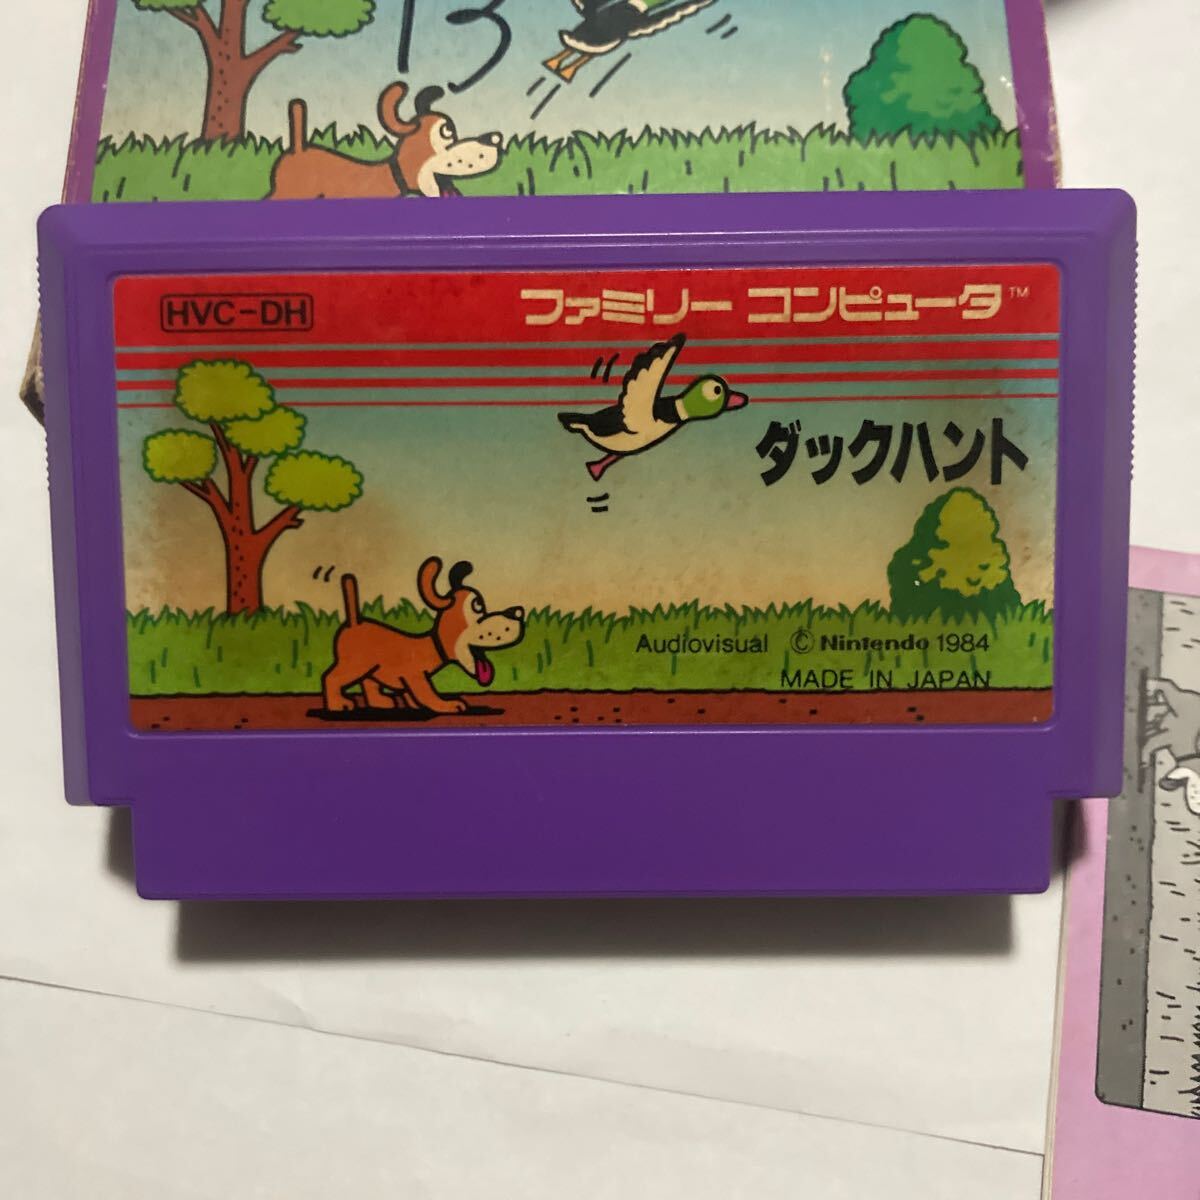 13
HVC-DH
ファミリー コンピュータ™
ダックハント
Audiovisual ©Nintendo 1984
MADE IN JAPAN